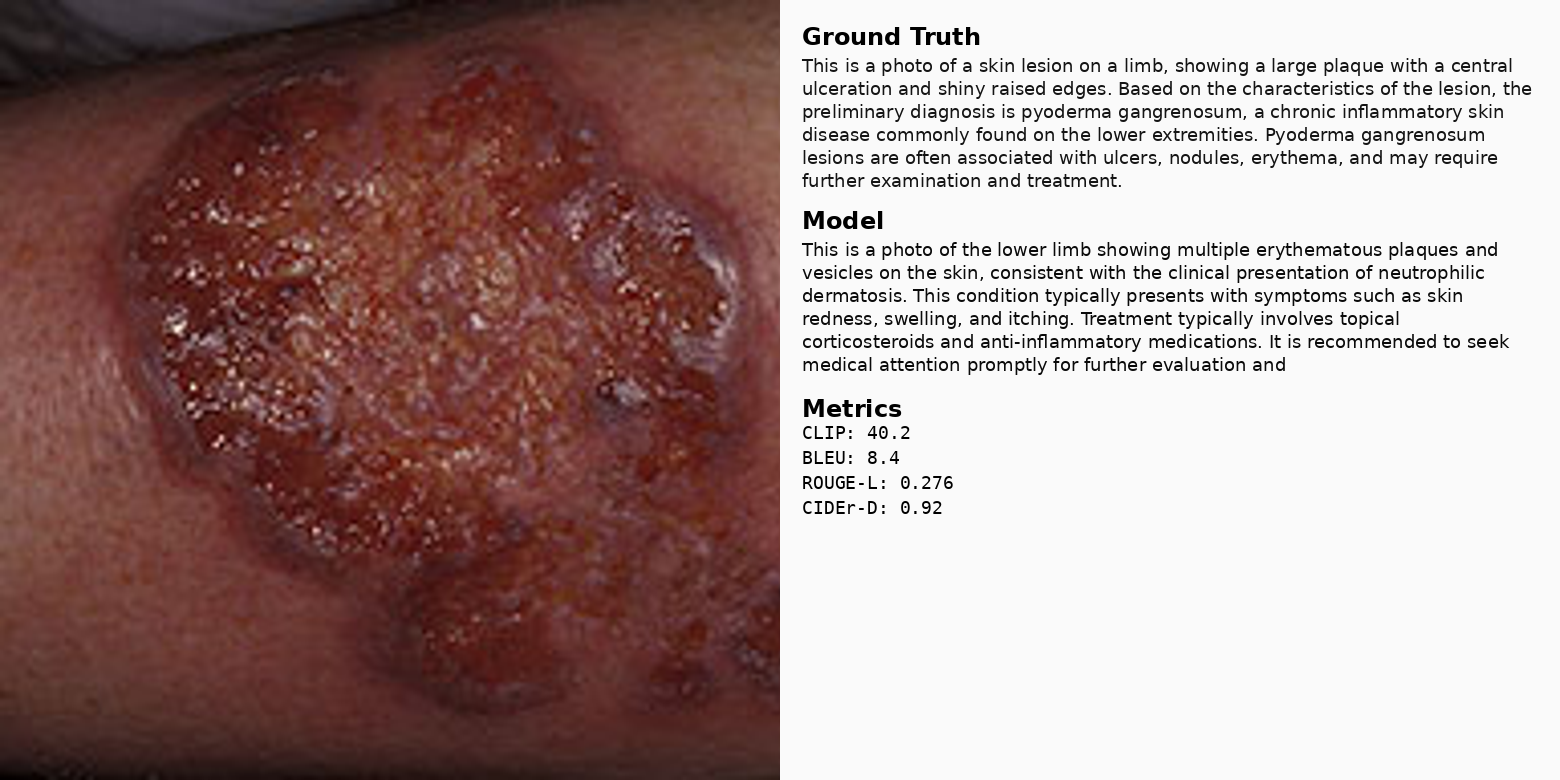 Ground Truth
This is a photo of a skin lesion on a limb, showing a large plaque with a central
ulceration and shiny raised edges. Based on the characteristics of the lesion, the
preliminary diagnosis is pyoderma gangrenosum, a chronic inflammatory skin
disease commonly found on the lower extremities. Pyoderma gangrenosum
lesions are often associated with ulcers, nodules, erythema, and may require
further examination and treatment.
Model
This is a photo of the lower limb showing multiple erythematous plaques and
vesicles on the skin, consistent with the clinical presentation of neutrophilic
dermatosis. This condition typically presents with symptoms such as skin
redness, swelling, and itching. Treatment typically involves topical
corticosteroids and anti-inflammatory medications. It is recommended to seek
medical attention promptly for further evaluation and
Metrics
CLIP: 40.2
BLEU: 8.4
ROUGE-L: 0.276
CIDEr-D: 0.92